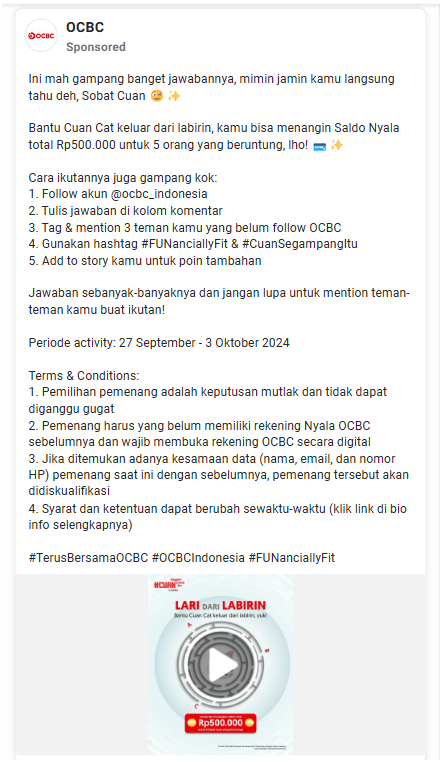 OCBC
OCBC
Sponsored
Ini mah gampang banget jawabannya, mimin jamin kamu langsung
tahu deh, Sobat Cuan 😉 ✨
Bantu Cuan Cat keluar dari labirin, kamu bisa menangin Saldo Nyala
total Rp500.000 untuk 5 orang yang beruntung, lho! 💳 ✨
Cara ikutannya juga gampang kok:
1. Follow akun @ocbc_indonesia
2. Tulis jawaban di kolom komentar
3. Tag & mention 3 teman kamu yang belum follow OCBC
4. Gunakan hashtag #FUNanciallyFit & #CuanSegampangItu
5. Add to story kamu untuk poin tambahan
Jawaban sebanyak-banyaknya dan jangan lupa untuk mention teman-
teman kamu buat ikutan!
Periode activity: 27 September - 3 Oktober 2024
Terms & Conditions:
1. Pemilihan pemenang adalah keputusan mutlak dan tidak dapat
diganggu gugat
2. Pemenang harus yang belum memiliki rekening Nyala OCBC
sebelumnya dan wajib membuka rekening OCBC secara digital
3. Jika ditemukan adanya kesamaan data (nama, email, dan nomor
HP) pemenang saat ini dengan sebelumnya, pemenang tersebut akan
didiskualifikasi
4. Syarat dan ketentuan dapat berubah sewaktu-waktu (klik link di bio
info selengkapnya)
#TerusBersamaOCBC #OCBCIndonesia #FUNanciallyFit
#CUAN
LARI DARI LABIRIN
Bantu Cuan Cat keluar dari labirin, yuk!
A
B
C
Rp500.000